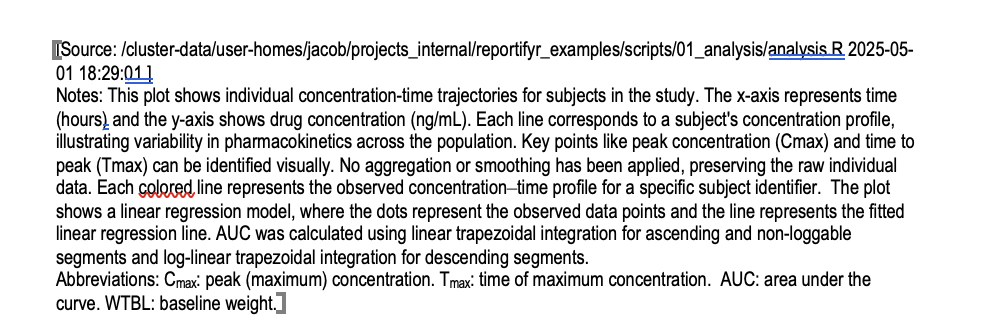 [Source: /cluster-data/user-homes/jacob/projects_internal/reportifyr_examples/scripts/01_analysis/analysis.R 2025-05-
01 18:29:01 ]
Notes: This plot shows individual concentration-time trajectories for subjects in the study. The x-axis represents time
(hours), and the y-axis shows drug concentration (ng/mL). Each line corresponds to a subject's concentration profile,
illustrating variability in pharmacokinetics across the population. Key points like peak concentration (Cmax) and time to
peak (Tmax) can be identified visually. No aggregation or smoothing has been applied, preserving the raw individual
data. Each colored line represents the observed concentration–time profile for a specific subject identifier.  The plot
shows a linear regression model, where the dots represent the observed data points and the line represents the fitted
linear regression line. AUC was calculated using linear trapezoidal integration for ascending and non-loggable
segments and log-linear trapezoidal integration for descending segments.
Abbreviations: Cmax: peak (maximum) concentration. Tmax: time of maximum concentration.  AUC: area under the
curve. WTBL: baseline weight.]